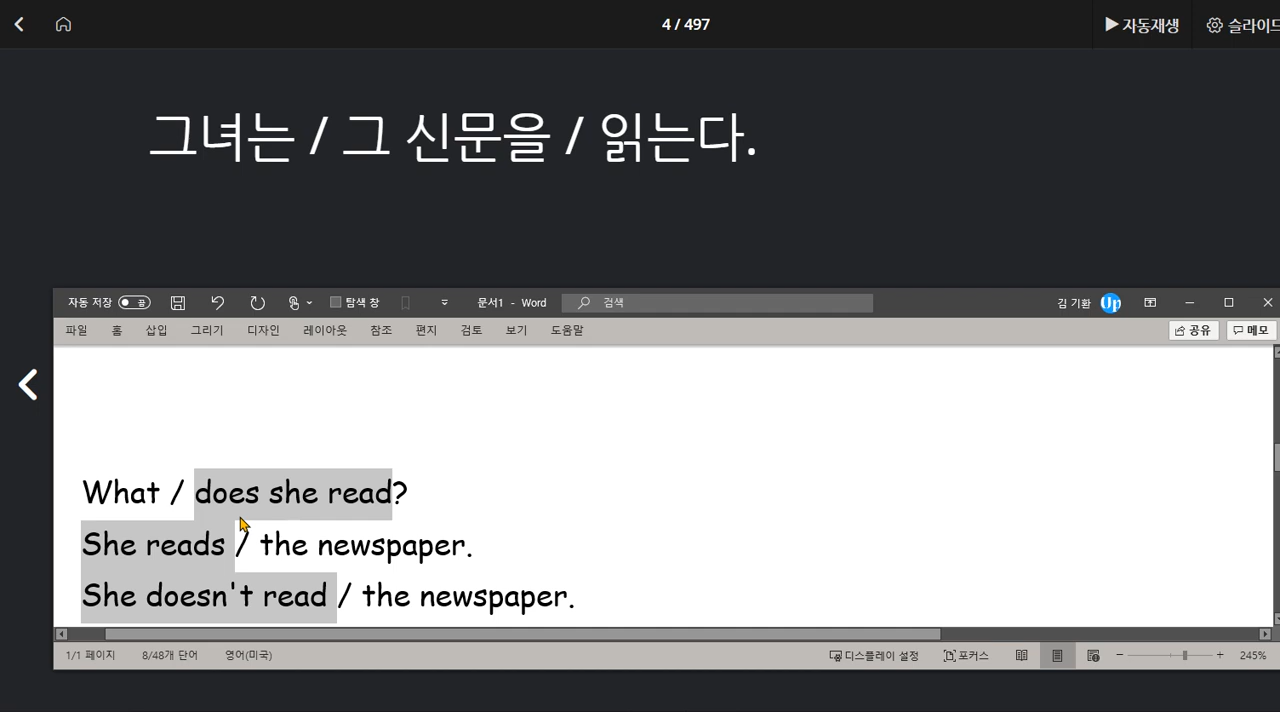 4 / 497
▶ 자동재생
슬라이드
그녀는 / 그 신문을 / 읽는다.
자동 저장 끔
탐색 창
문서1 - Word
검색
김 기환
Up
파일 홈 삽입 그리기 디자인 레이아웃 참조 편지 검토 보기 도움말
공유
메모
What / does she read?
She reads / the newspaper.
She doesn't read / the newspaper.
1/1 페이지 8/48개 단어 영어(미국)
디스플레이 설정 포커스
245%